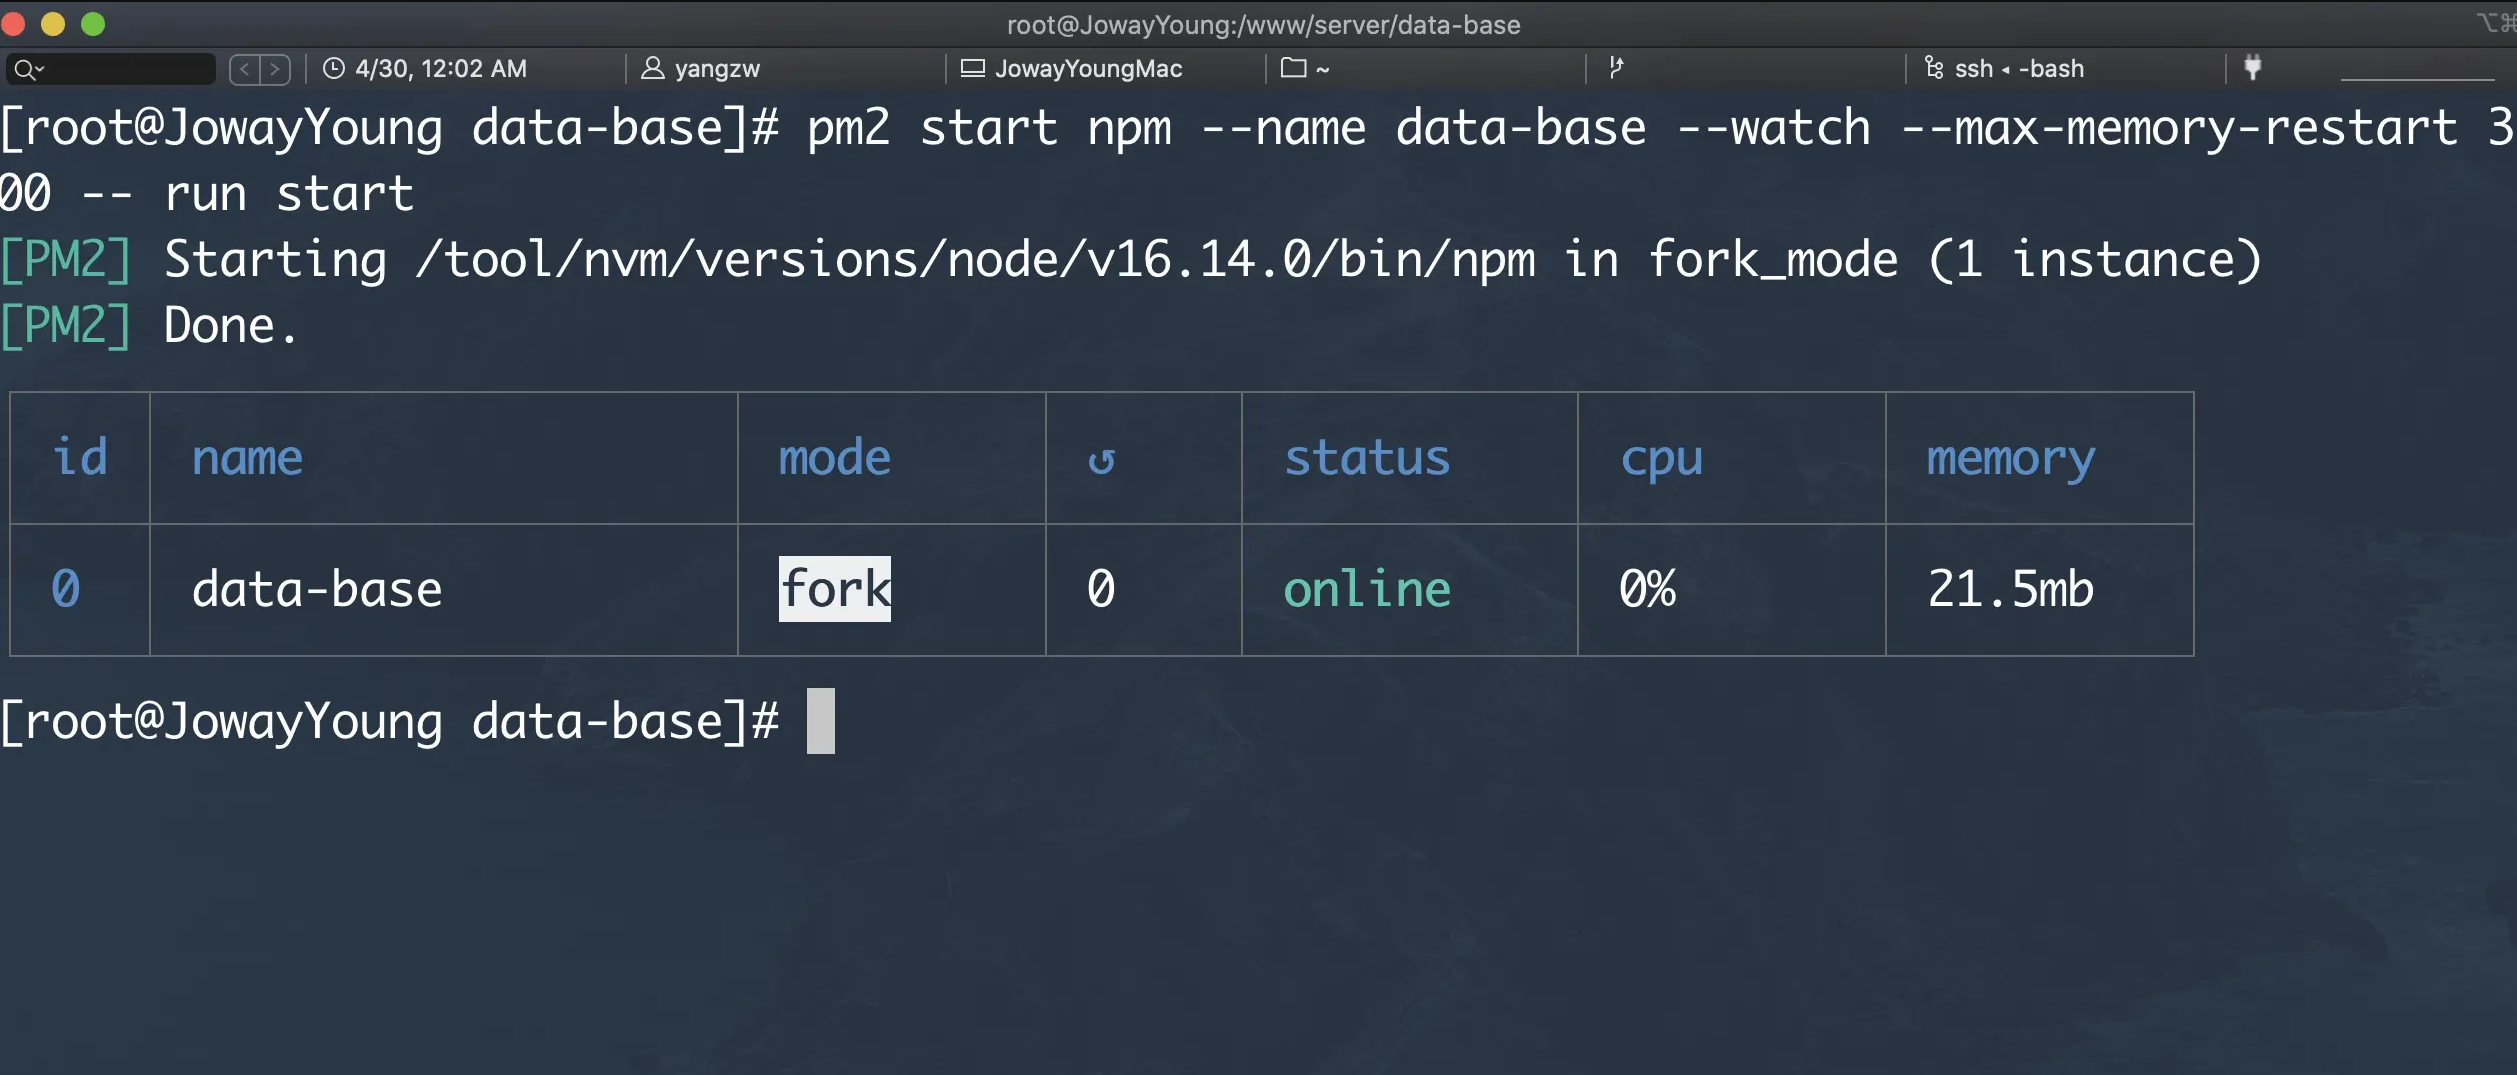 root@JowayYoung:/www/server/data-base
4/30, 12:02 AM yangzw JowayYoungMac ~ ssh ◂ -bash
[root@JowayYoung data-base]# pm2 start npm --name data-base --watch --max-memory-restart 3
00 -- run start
[PM2] Starting /tool/nvm/versions/node/v16.14.0/bin/npm in fork_mode (1 instance)
[PM2] Done.
id name mode ↺ status cpu memory
0 data-base fork 0 online 0% 21.5mb
[root@JowayYoung data-base]#